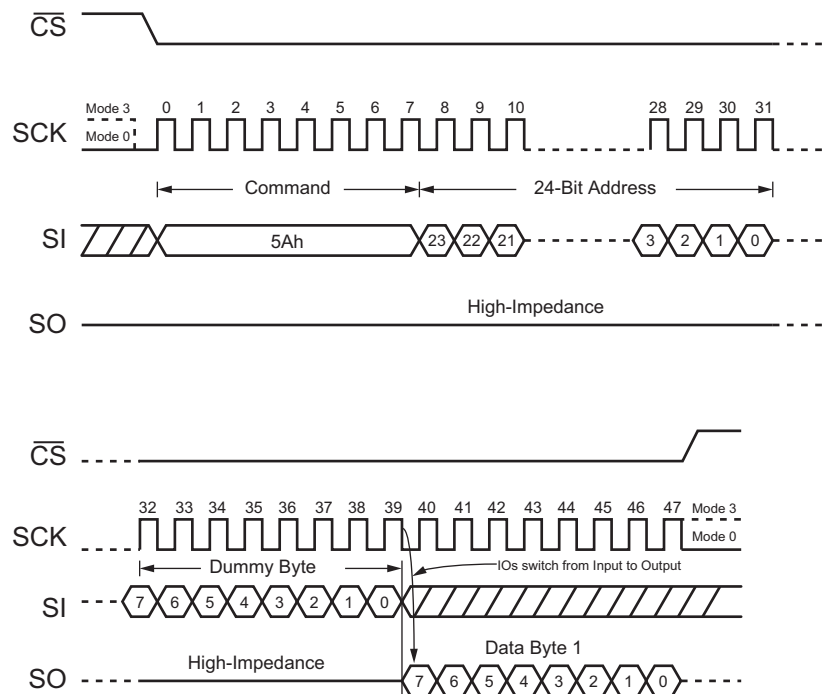 CS
Mode 3 0 1 2 3 4 5 6 7 8 9 10 28 29 30 31
SCK Mode 0
Command 24-Bit Address
SI 5Ah 23 22 21 3 2 1 0
High-Impedance
SO
CS
32 33 34 35 36 37 38 39 40 41 42 43 44 45 46 47 Mode 3
SCK Mode 0
Dummy Byte IOs switch from Input to Output
SI 7 6 5 4 3 2 1 0
High-Impedance Data Byte 1
SO 7 6 5 4 3 2 1 0